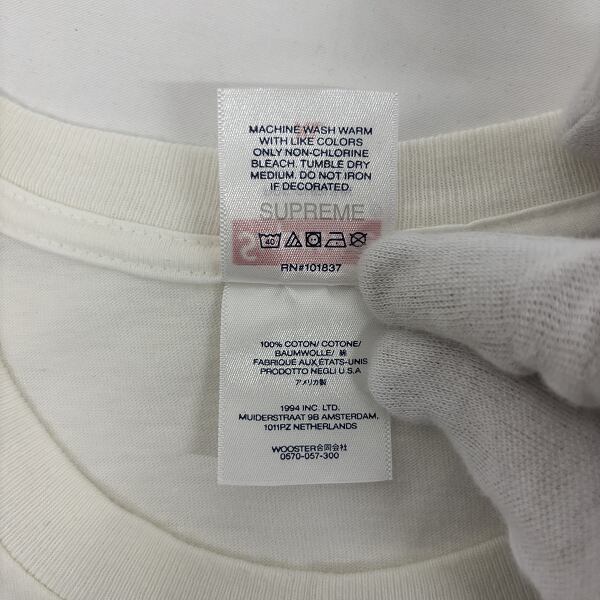 MACHINE WASH WARM
WITH LIKE COLORS
ONLY NON-CHLORINE
BLEACH. TUMBLE DRY
MEDIUM. DO NOT IRON
IF DECORATED.
SUPREME
40
RN#101837
100% COTON/ COTONE/
BAUMWOLLE/ 綿
FABRIQUE AUX ETATS-UNIS
PRODOTTO NEGLI U.S.A
アメリカ製
1994 INC. LTD.
MUIDERSTRAAT 9B AMSTERDAM,
1011PZ NETHERLANDS
WOOSTER合同会社
0570-057-300